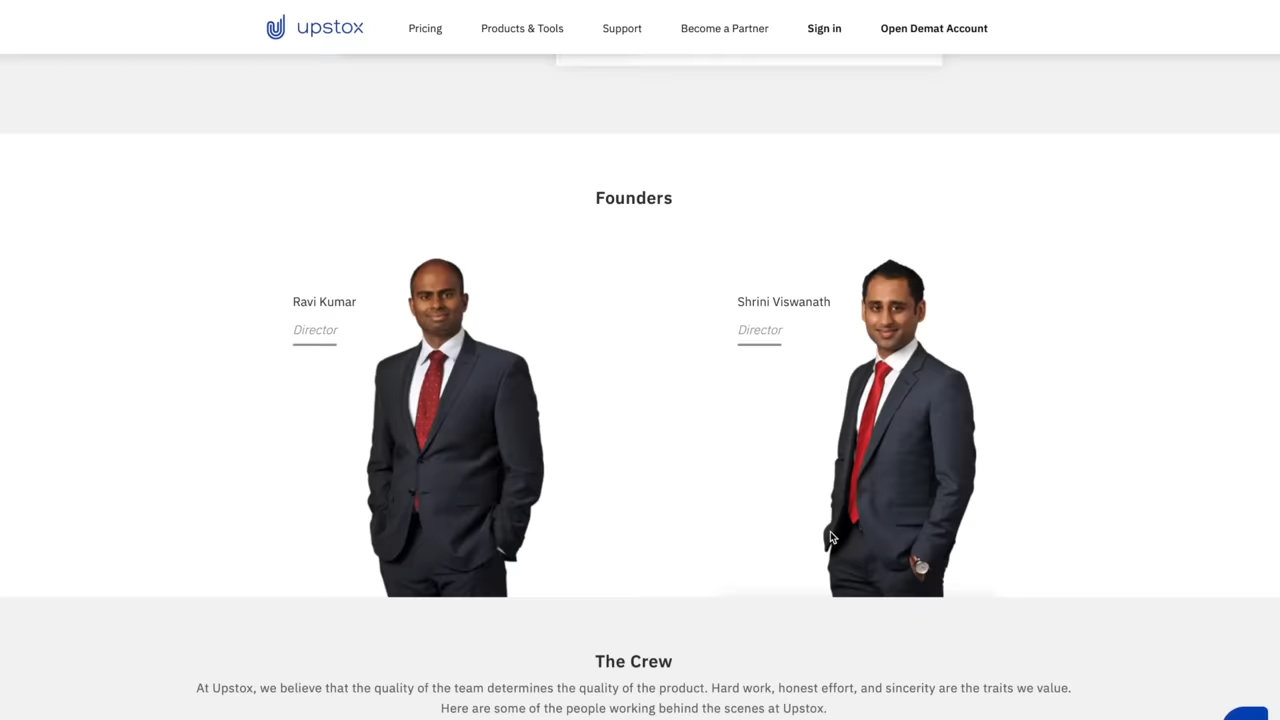 upstox
Pricing
Products & Tools
Support
Become a Partner
Sign in
Open Demat Account
Founders
Ravi Kumar
Director
Shrini Viswanath
Director
The Crew
At Upstox, we believe that the quality of the team determines the quality of the product. Hard work, honest effort, and sincerity are the traits we value.
Here are some of the people working behind the scenes at Upstox.